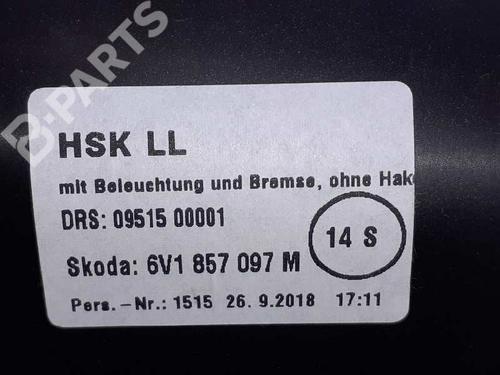 B-PARTS
HSK LL
mit Beleuchtung und Bremse, ohne Hake
DRS: 09515 00001
14 S
Skoda: 6V1 857 097 M
Pers. -Nr.: 1515 26. 9.2018 17:11